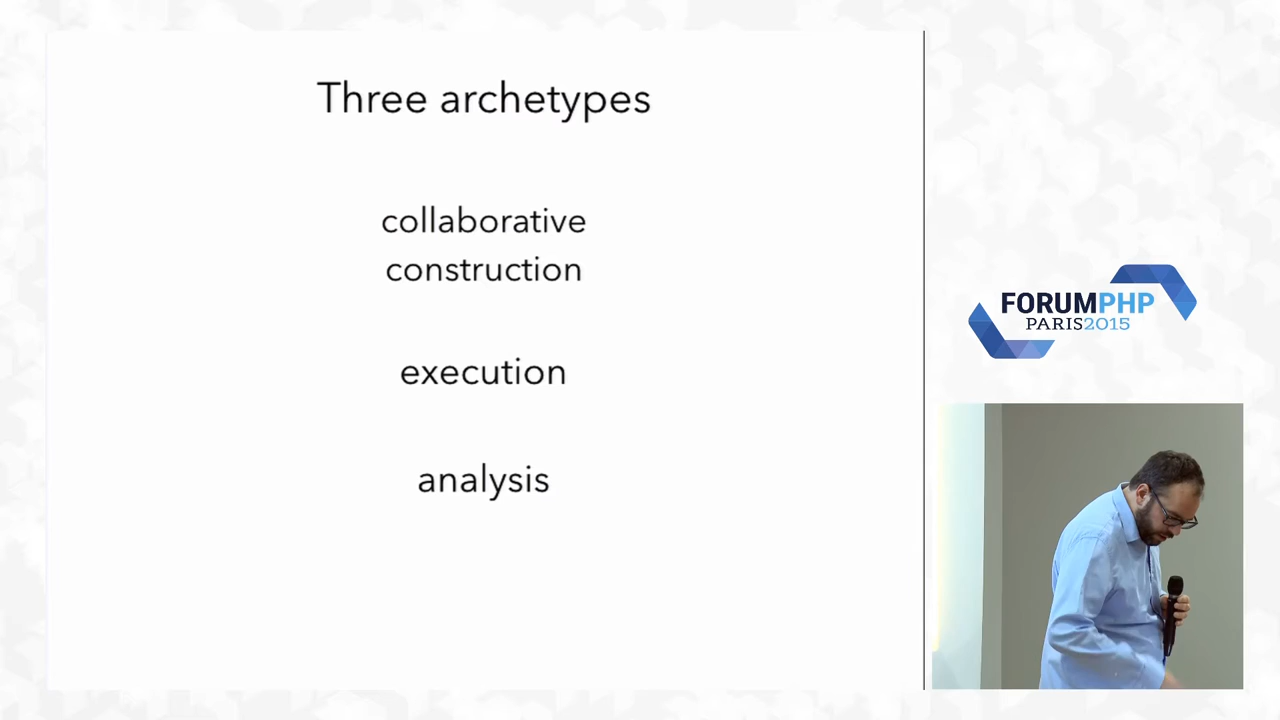 Three archetypes
collaborative
construction
execution
analysis
FORUMPHP
PARIS2015